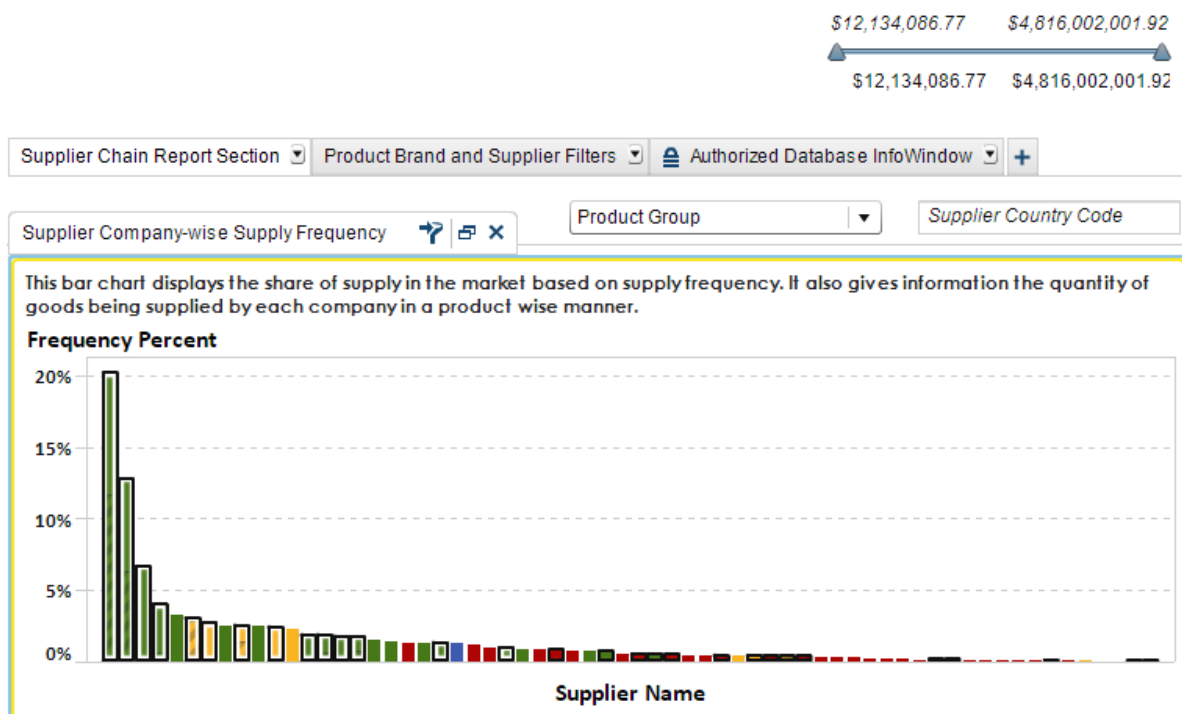 $12,134,086.77 $4,816,002,001.92
$12,134,086.77 $4,816,002,001.92
Supplier Chain Report Section Product Brand and Supplier Filters Authorized Database InfoWindow +
Supplier Company-wise Supply Frequency Product Group Supplier Country Code
This bar chart displays the share of supply in the market based on supply frequency. It also gives information the quantity of
goods being supplied by each company in a product wise manner.
Frequency Percent
20%
15%
10%
5%
0%
Supplier Name